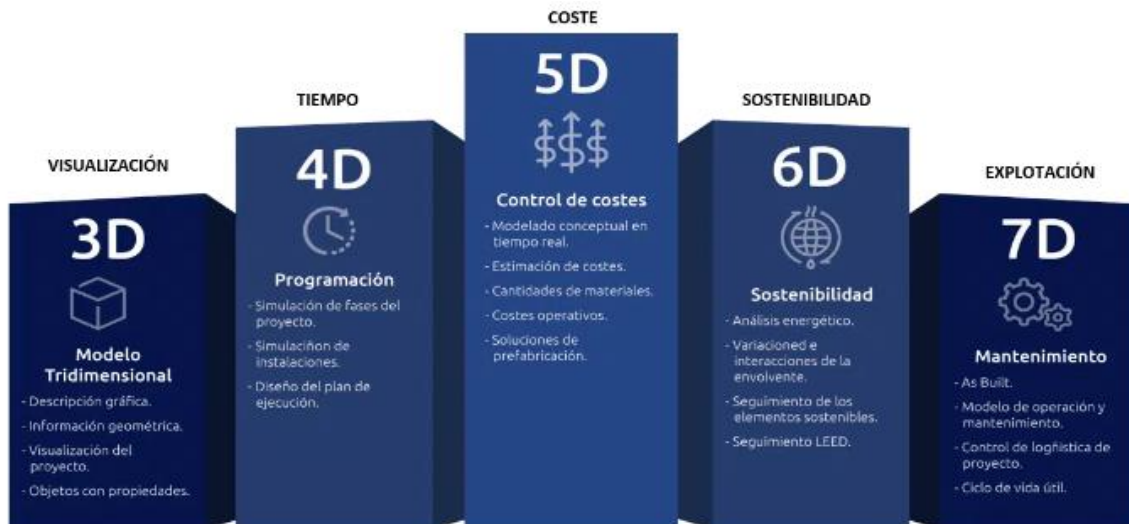 VISUALIZACIÓN
3D
Modelo
Tridimensional
- Descripción gráfica.
- Información geométrica.
- Visualización del
proyecto.
- Objetos con propiedades.
TIEMPO
4D
Programación
- Simulación de fases del
proyecto.
- Simulaciñon de
instalaciones.
- Diseño del plan de
ejecución.
COSTE
5D
Control de costes
- Modelado conceptual en
tiempo real.
- Estimación de costes.
- Cantidades de materiales.
- Costes operativos.
- Soluciones de
prefabricación.
SOSTENIBILIDAD
6D
Sostenibilidad
- Análisis energético.
- Variacioned e
interacciones de la
envolvente.
- Seguimiento de los
elementos sostenibles.
- Seguimiento LEED.
EXPLOTACIÓN
7D
Mantenimiento
- As Built.
- Modelo de operación y
mantenimiento.
- Control de logñistica de
proyecto.
- Ciclo de vida útil.